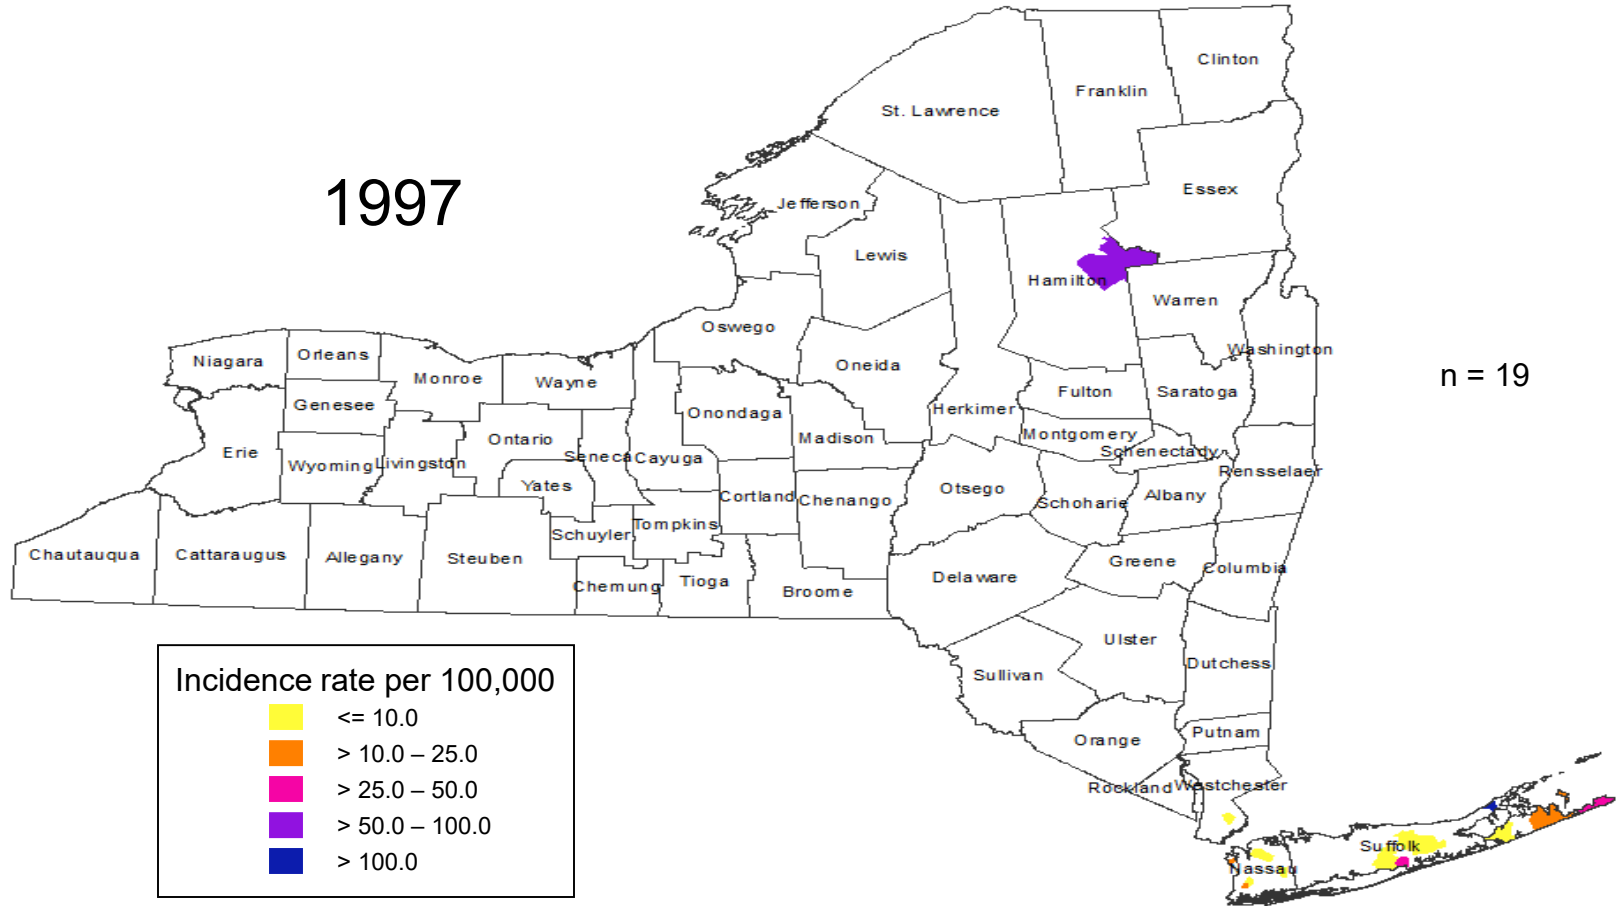 Clinton
Franklin
St. Lawrence
1997
Essex
Jefferson
Lewis
Hamilton
Warren
Oswego
Washington
Orleans
Niagara
Oneida
n = 19
Monroe
Wayne
Fulton
Saratoga
Genesee
Herkimer
Onondaga
Montgomery
Madison
Ontario
Schenectady
Erie
Seneca
Cayuga
Wyoming
Livingston
Rensselaer
Yates
Otsego
Albany
Cortland
Chenango
Schoharie
Tompkins
Schuyler
Chautauqua
Cattaraugus
Allegany
Steuben
Greene
Columbia
Delaware
Tioga
Chemung
Broome
Ulster
Dutchess
Sullivan
Incidence rate per 100,000
<= 10.0
> 10.0 – 25.0
> 25.0 – 50.0
> 50.0 – 100.0
> 100.0
Putnam
Orange
Rockland
Westchester
Suffolk
Nassau